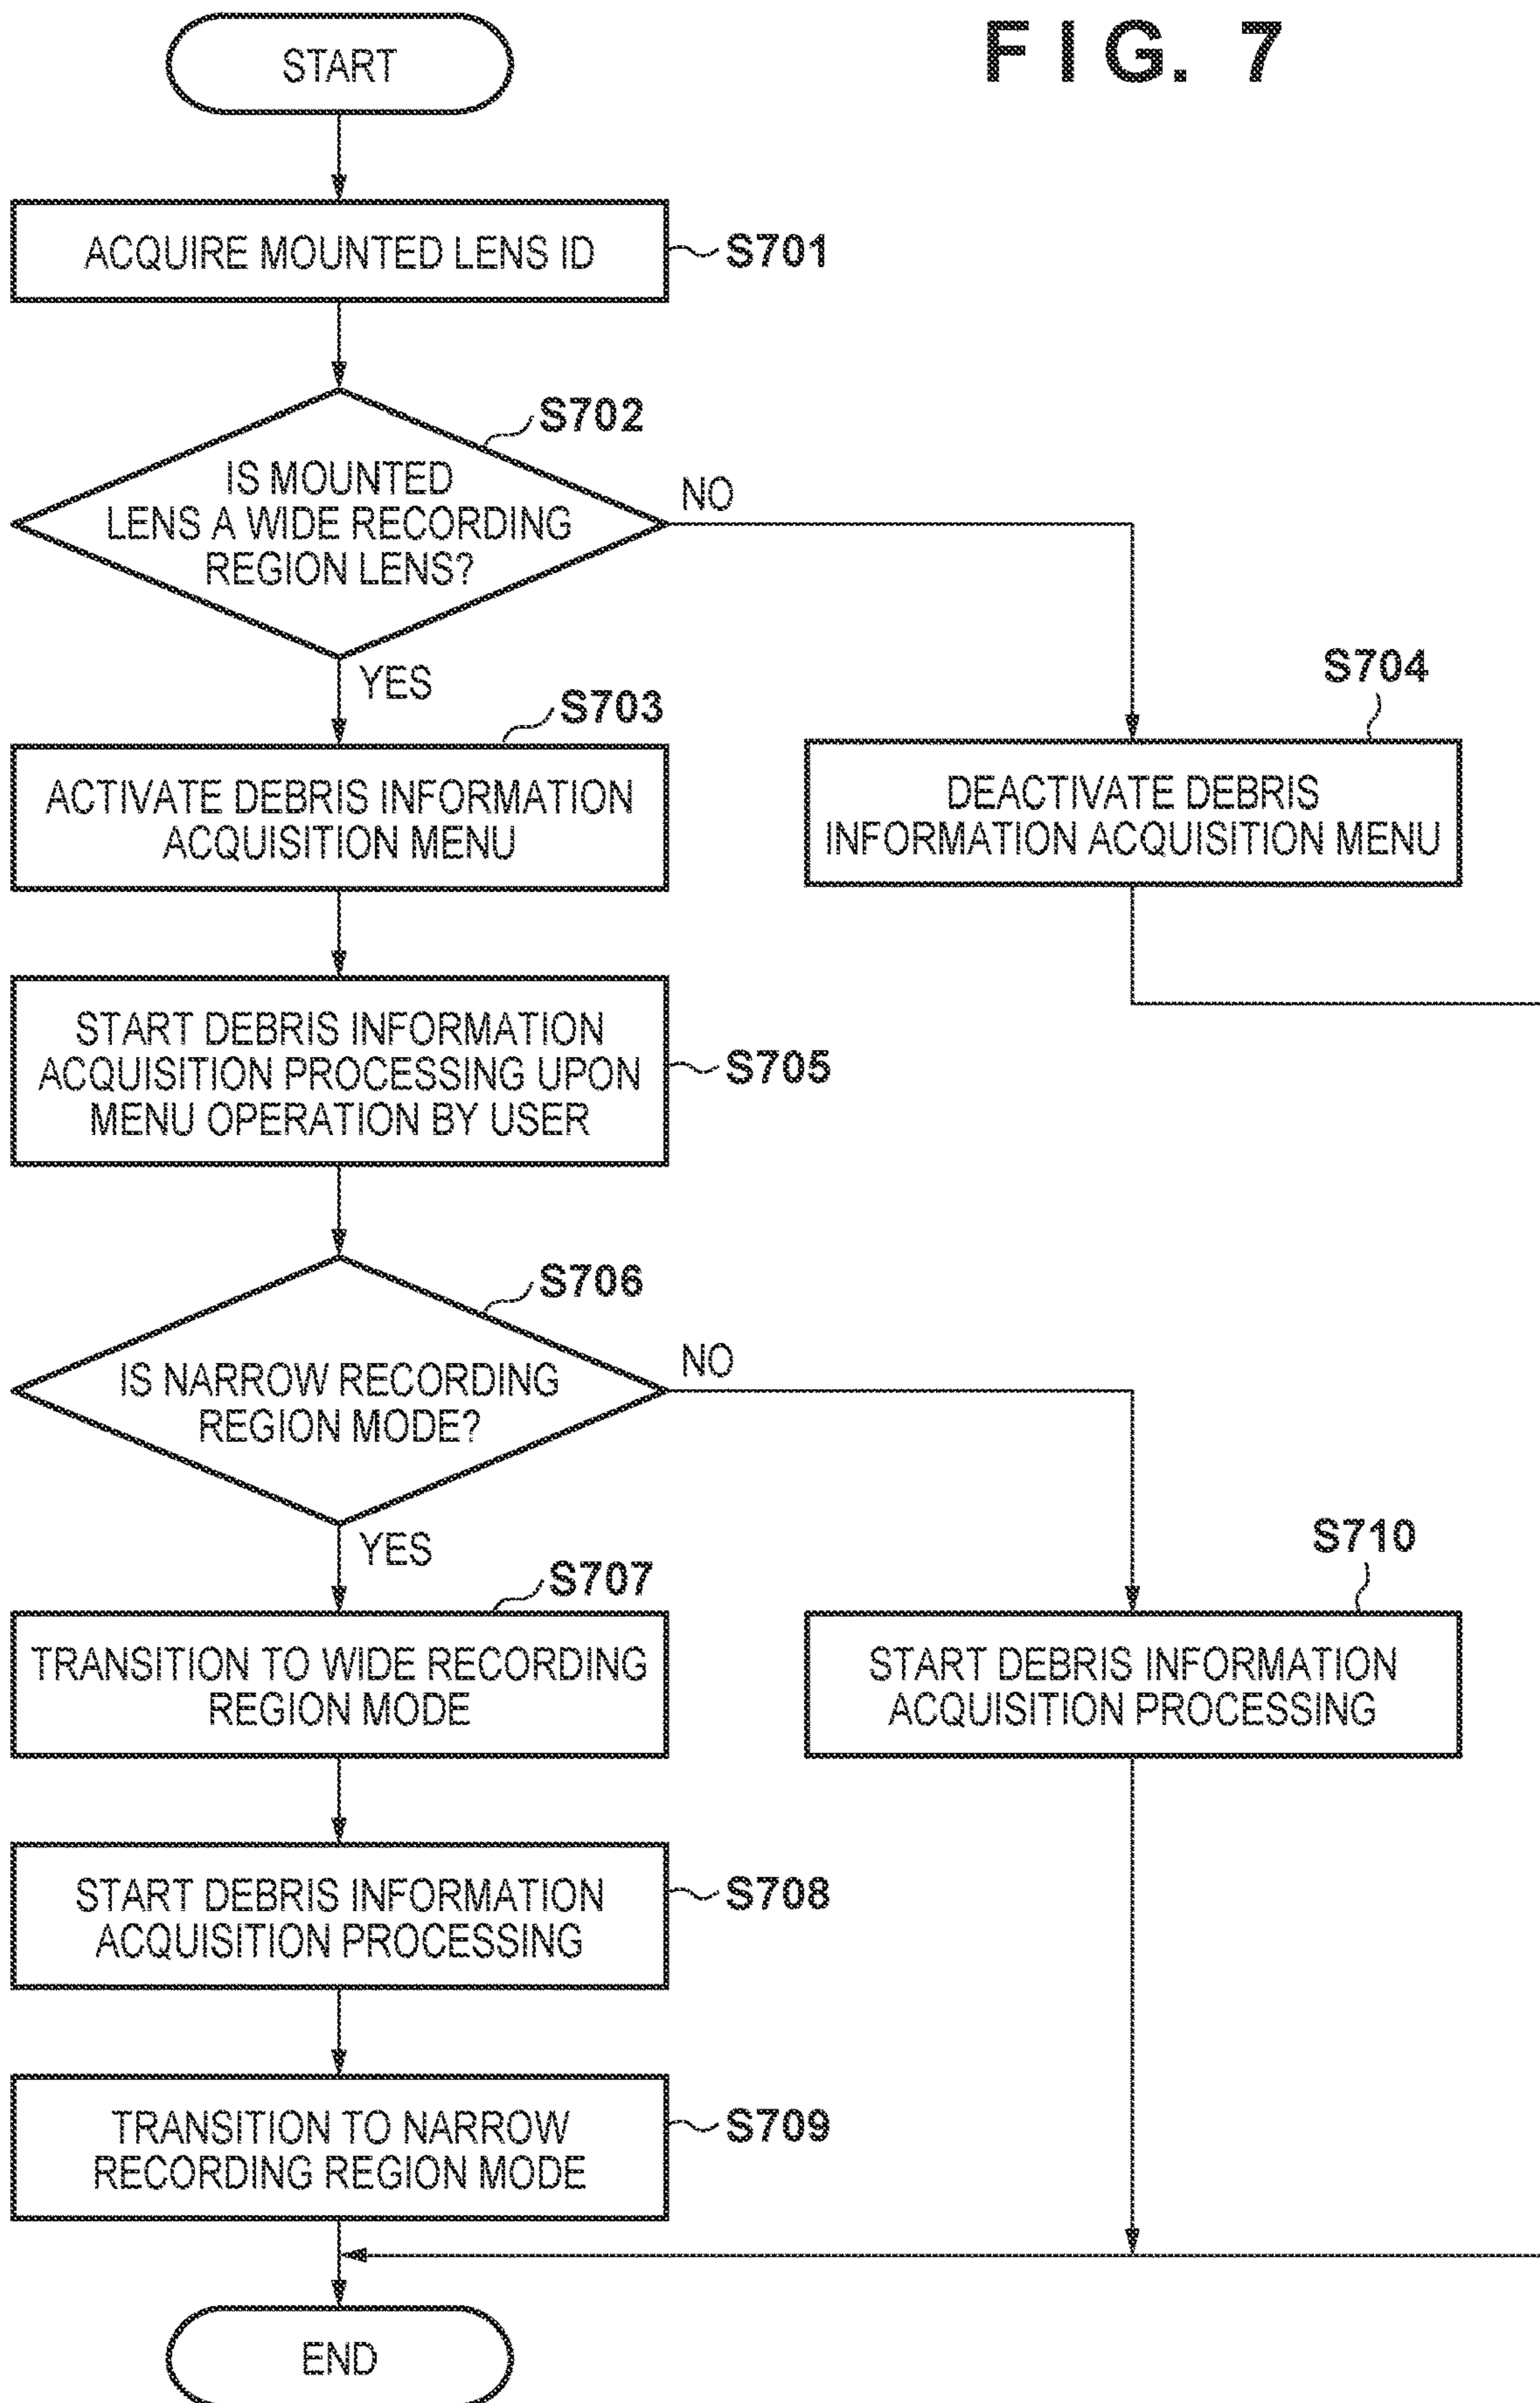 FIG. 7
START
ACQUIRE MOUNTED LENS ID
S701
S702
IS MOUNTED
LENS A WIDE RECORDING
REGION LENS?
NO
YES
S703
ACTIVATE DEBRIS INFORMATION
ACQUISITION MENU
S704
DEACTIVATE DEBRIS
INFORMATION ACQUISITION MENU
START DEBRIS INFORMATION
ACQUISITION PROCESSING UPON
MENU OPERATION BY USER
S705
S706
IS NARROW RECORDING
REGION MODE?
NO
YES
S707
TRANSITION TO WIDE RECORDING
REGION MODE
S710
START DEBRIS INFORMATION
ACQUISITION PROCESSING
START DEBRIS INFORMATION
ACQUISITION PROCESSING
S708
TRANSITION TO NARROW
RECORDING REGION MODE
S709
END